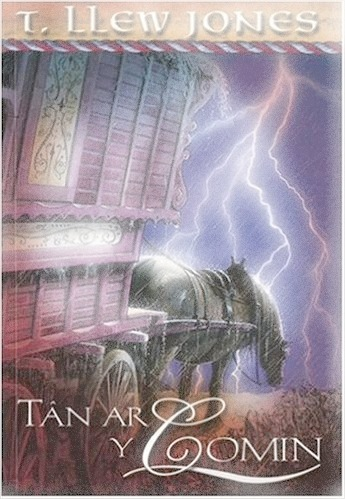 T. LLEW JONES
TÂN AR
Y COMIN